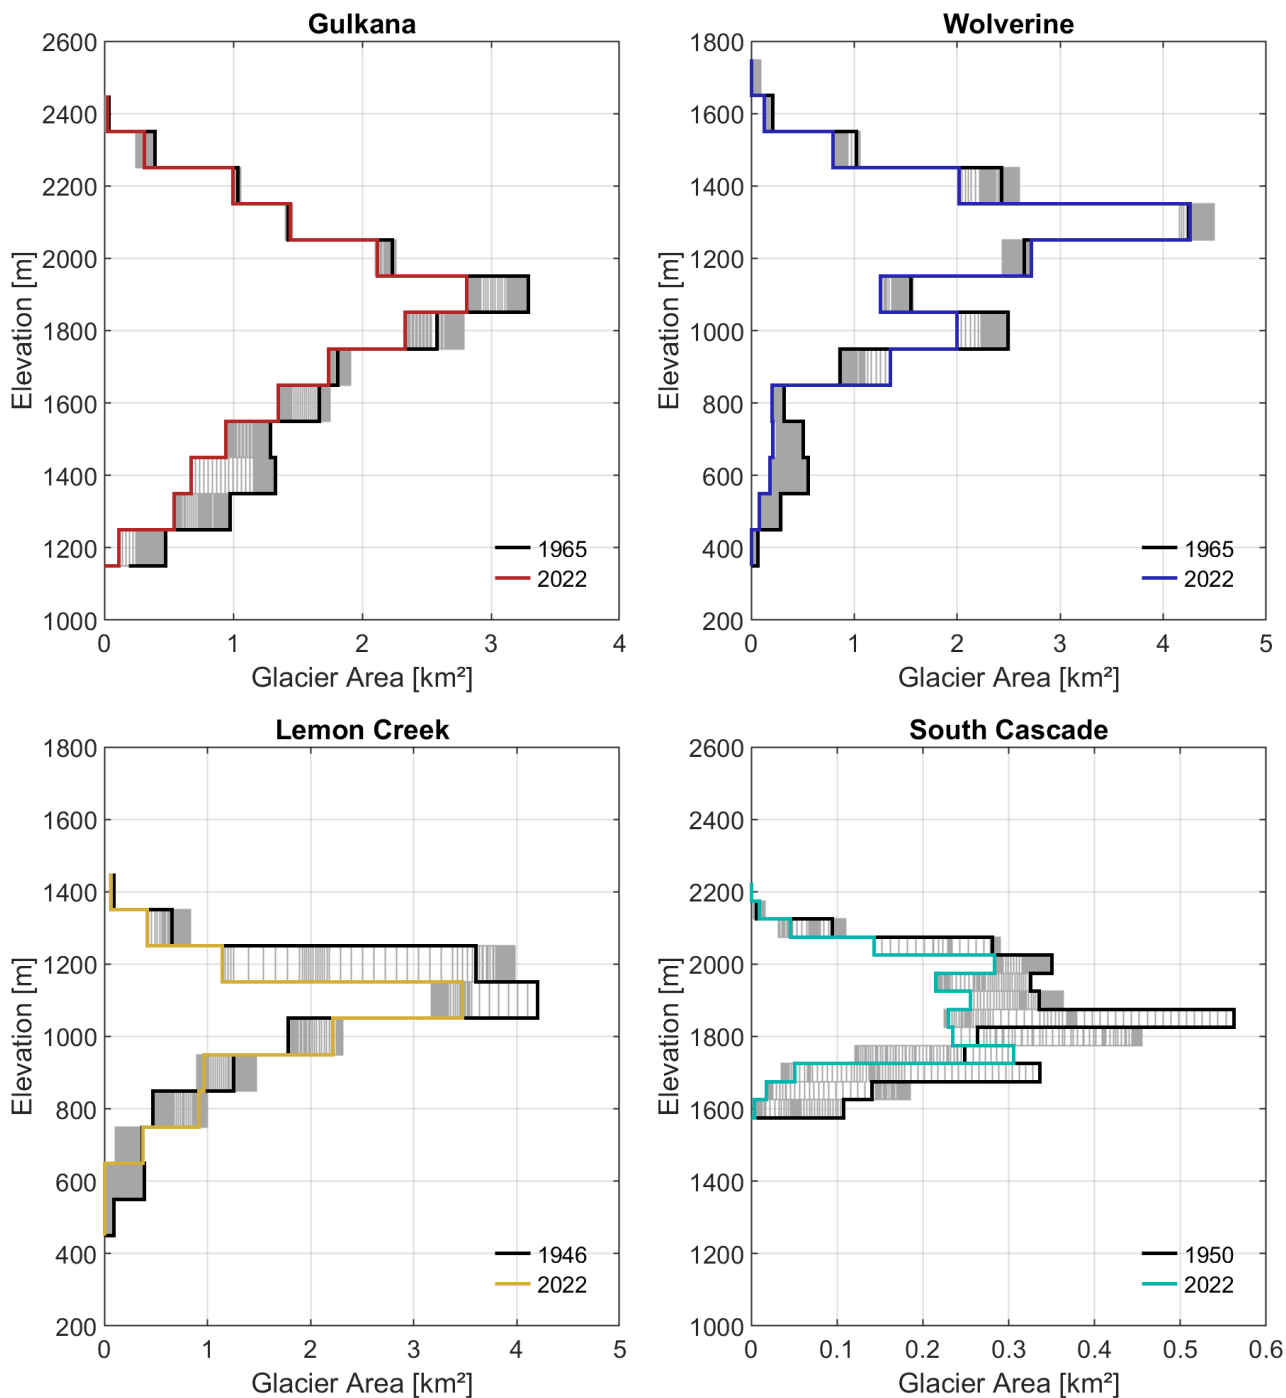 Gulkana
2600
2400
2200
2000
1800
1600
1400
1200
1000
Elevation [m]
1965
2022
0 1 2 3 4
Glacier Area [km²]
Wolverine
1800
1600
1400
1200
1000
800
600
400
200
Elevation [m]
1965
2022
0 1 2 3 4 5
Glacier Area [km²]
Lemon Creek
1800
1600
1400
1200
1000
800
600
400
200
Elevation [m]
1946
2022
0 1 2 3 4 5
Glacier Area [km²]
South Cascade
2600
2400
2200
2000
1800
1600
1400
1200
1000
Elevation [m]
1950
2022
0 0.1 0.2 0.3 0.4 0.5 0.6
Glacier Area [km²]